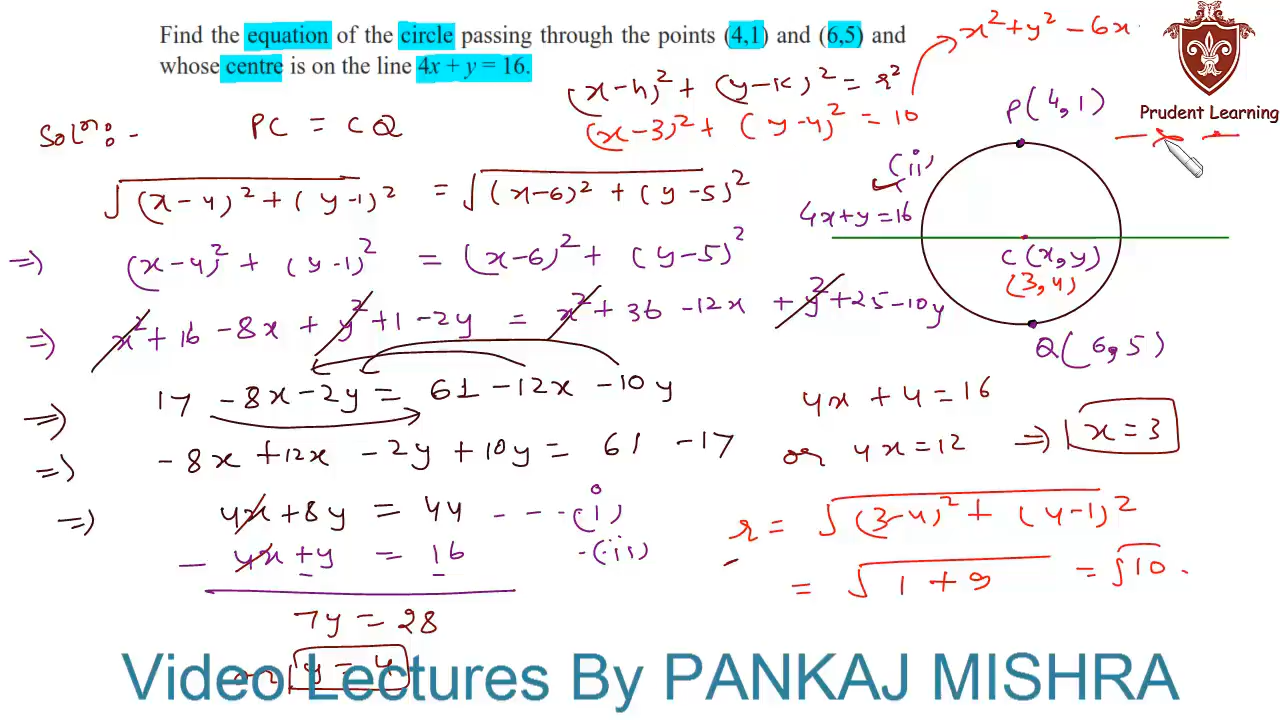 Find the equation of the circle passing through the points (4,1) and (6,5) and
whose centre is on the line 4x + y = 16.
x² + y² - 6x
Prudent Learning
(x-h)² + (y-k)² = r²
(x-3)² + (y-4)² = 10
Solⁿ:-
PC = CQ
√(x-4)² + (y-1)² = √(x-6)² + (y-5)²
=> (x-4)² + (y-1)² = (x-6)² + (y-5)²
=> x² + 16 - 8x + y² + 1 - 2y = x² + 36 - 12x + y² + 25 - 10y
=> 17 - 8x - 2y = 61 - 12x - 10y
=> - 8x + 12x - 2y + 10y = 61 - 17
=> 4x + 8y = 44 - - - (i)
- 4x + y = 16 - (ii)
7y = 28
or y = 4
P(4,1)
(ii)
4x+y=16
C(x,y)
(3,4)
Q(6,5)
4x + 4 = 16
or 4x = 12 => x = 3
r = √(3-4)² + (4-1)²
= √1 + 9 = √10.
Video Lectures By PANKAJ MISHRA